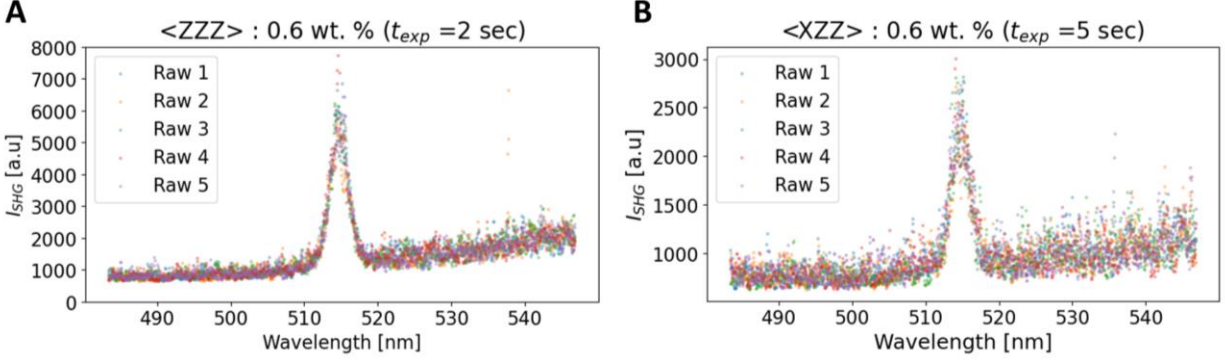 A
<ZZZ> : 0.6 wt. % (t_exp =2 sec)
8000
7000
6000
5000
4000
3000
2000
1000
0
I_SHG [a.u]
Raw 1
Raw 2
Raw 3
Raw 4
Raw 5
490
500
510
520
530
540
Wavelength [nm]
B
<XZZ> : 0.6 wt. % (t_exp =5 sec)
3000
2500
2000
1500
1000
I_SHG [a.u]
Raw 1
Raw 2
Raw 3
Raw 4
Raw 5
490
500
510
520
530
540
Wavelength [nm]